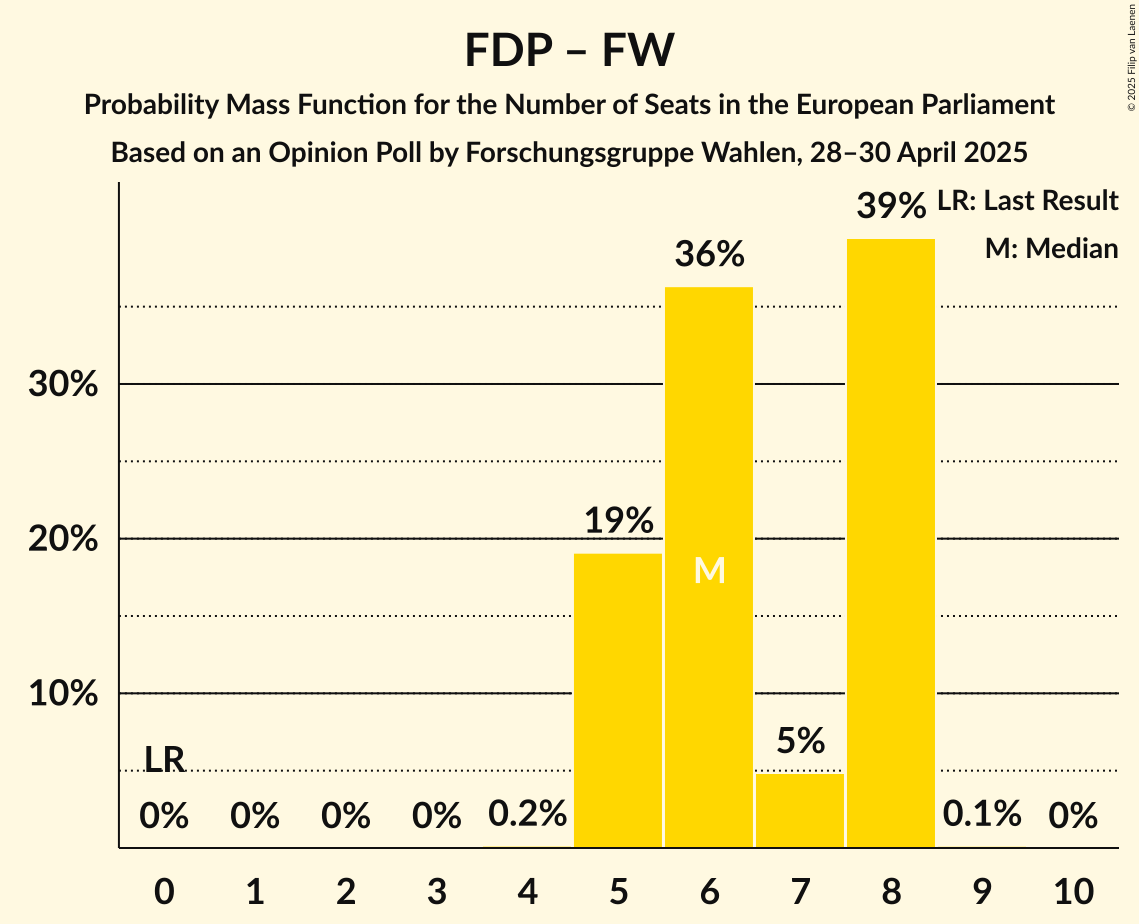 FDP – FW
Probability Mass Function for the Number of Seats in the European Parliament
Based on an Opinion Poll by Forschungsgruppe Wahlen, 28–30 April 2025
© 2025 Filip van Laenen
LR: Last Result
M: Median
39%
36%
30%
19%
20%
M
10%
5%
LR
0%
0%
0%
0%
0.2%
0.1%
0%
0 1 2 3 4 5 6 7 8 9 10